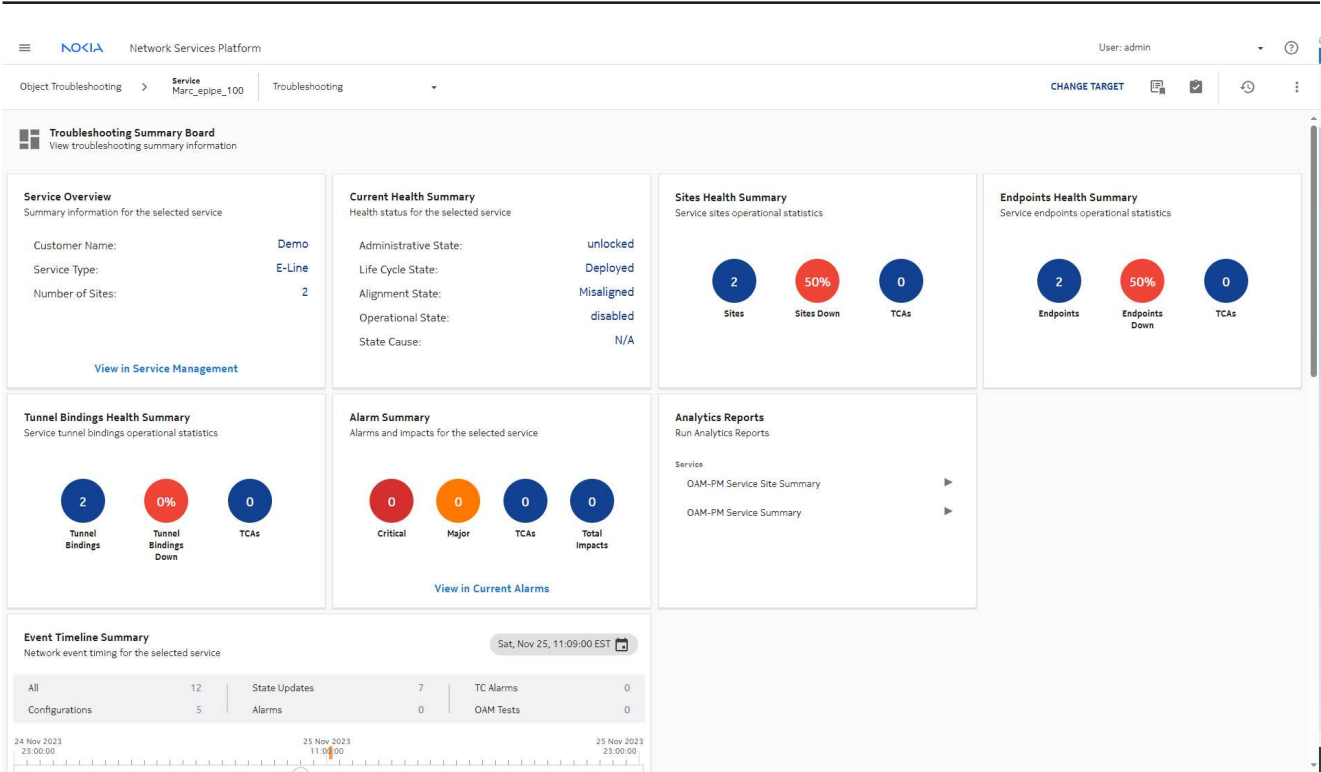 NOKIA Network Services Platform User: admin
Object Troubleshooting > Service Marc_epipe_100 Troubleshooting CHANGE TARGET
Troubleshooting Summary Board
View troubleshooting summary information
Service Overview
Summary information for the selected service
Customer Name: Demo
Service Type: E-Line
Number of Sites: 2
View in Service Management
Current Health Summary
Health status for the selected service
Administrative State: unlocked
Life Cycle State: Deployed
Alignment State: Misaligned
Operational State: disabled
State Cause: N/A
Sites Health Summary
Service sites operational statistics
2 50% 0
Sites Sites Down TCAs
Endpoints Health Summary
Service endpoints operational statistics
2 50% 0
Endpoints Endpoints Down TCAs
Tunnel Bindings Health Summary
Service tunnel bindings operational statistics
2 0% 0
Tunnel Bindings Tunnel Bindings Down TCAs
Alarm Summary
Alarms and impacts for the selected service
0 0 0 0
Critical Major TCAs Total Impacts
View in Current Alarms
Analytics Reports
Run Analytics Reports
Service
OAM-PM Service Site Summary
OAM-PM Service Summary
Event Timeline Summary
Network event timing for the selected service
Sat, Nov 25, 11:09:00 EST
All 12 State Updates 7 TC Alarms 0
Configurations 5 Alarms 0 OAM Tests 0
24 Nov 2023 25 Nov 2023 25 Nov 2023
23:00:00 11:00:00 23:00:00